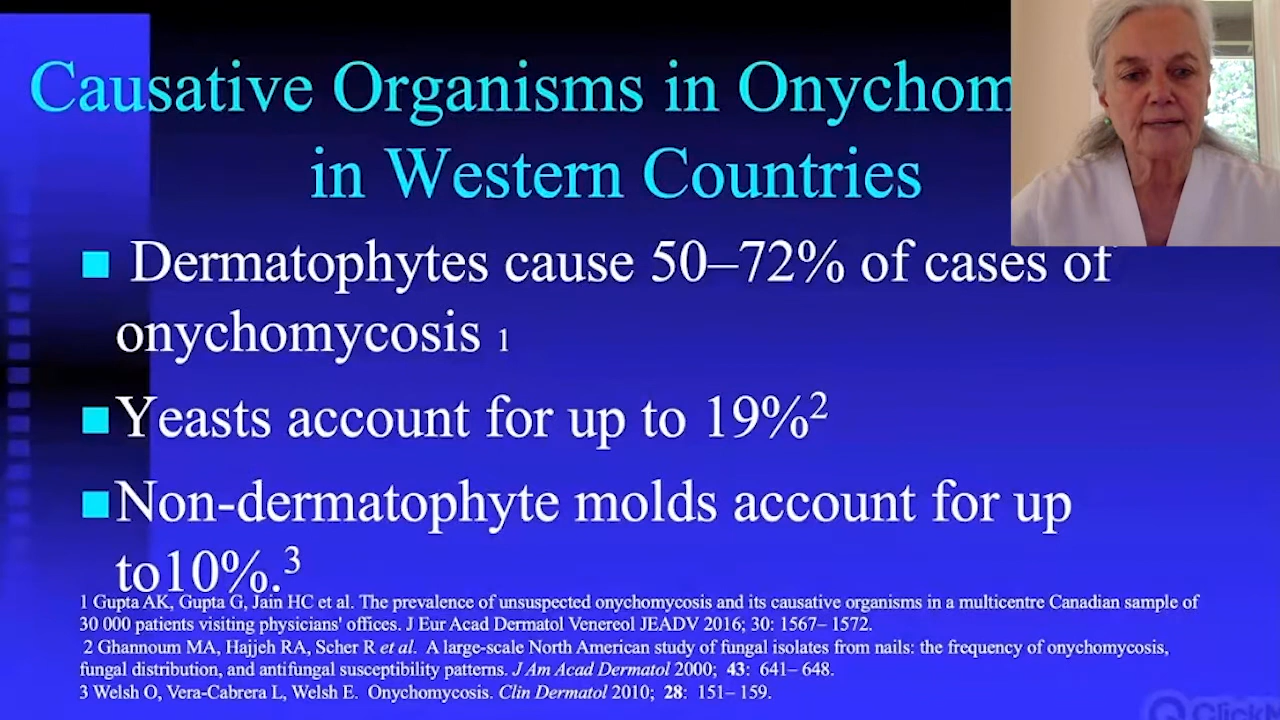 Causative Organisms in Onychom
in Western Countries
Dermatophytes cause 50–72% of cases of
onychomycosis 1
Yeasts account for up to 19%²
Non-dermatophyte molds account for up
to10%.³
1 Gupta AK, Gupta G, Jain HC et al. The prevalence of unsuspected onychomycosis and its causative organisms in a multicentre Canadian sample of
30 000 patients visiting physicians' offices. J Eur Acad Dermatol Venereol JEADV 2016; 30: 1567– 1572.
2 Ghannoum MA, Hajjeh RA, Scher R et al. A large-scale North American study of fungal isolates from nails: the frequency of onychomycosis,
fungal distribution, and antifungal susceptibility patterns. J Am Acad Dermatol 2000; 43: 641– 648.
3 Welsh O, Vera-Cabrera L, Welsh E. Onychomycosis. Clin Dermatol 2010; 28: 151– 159.